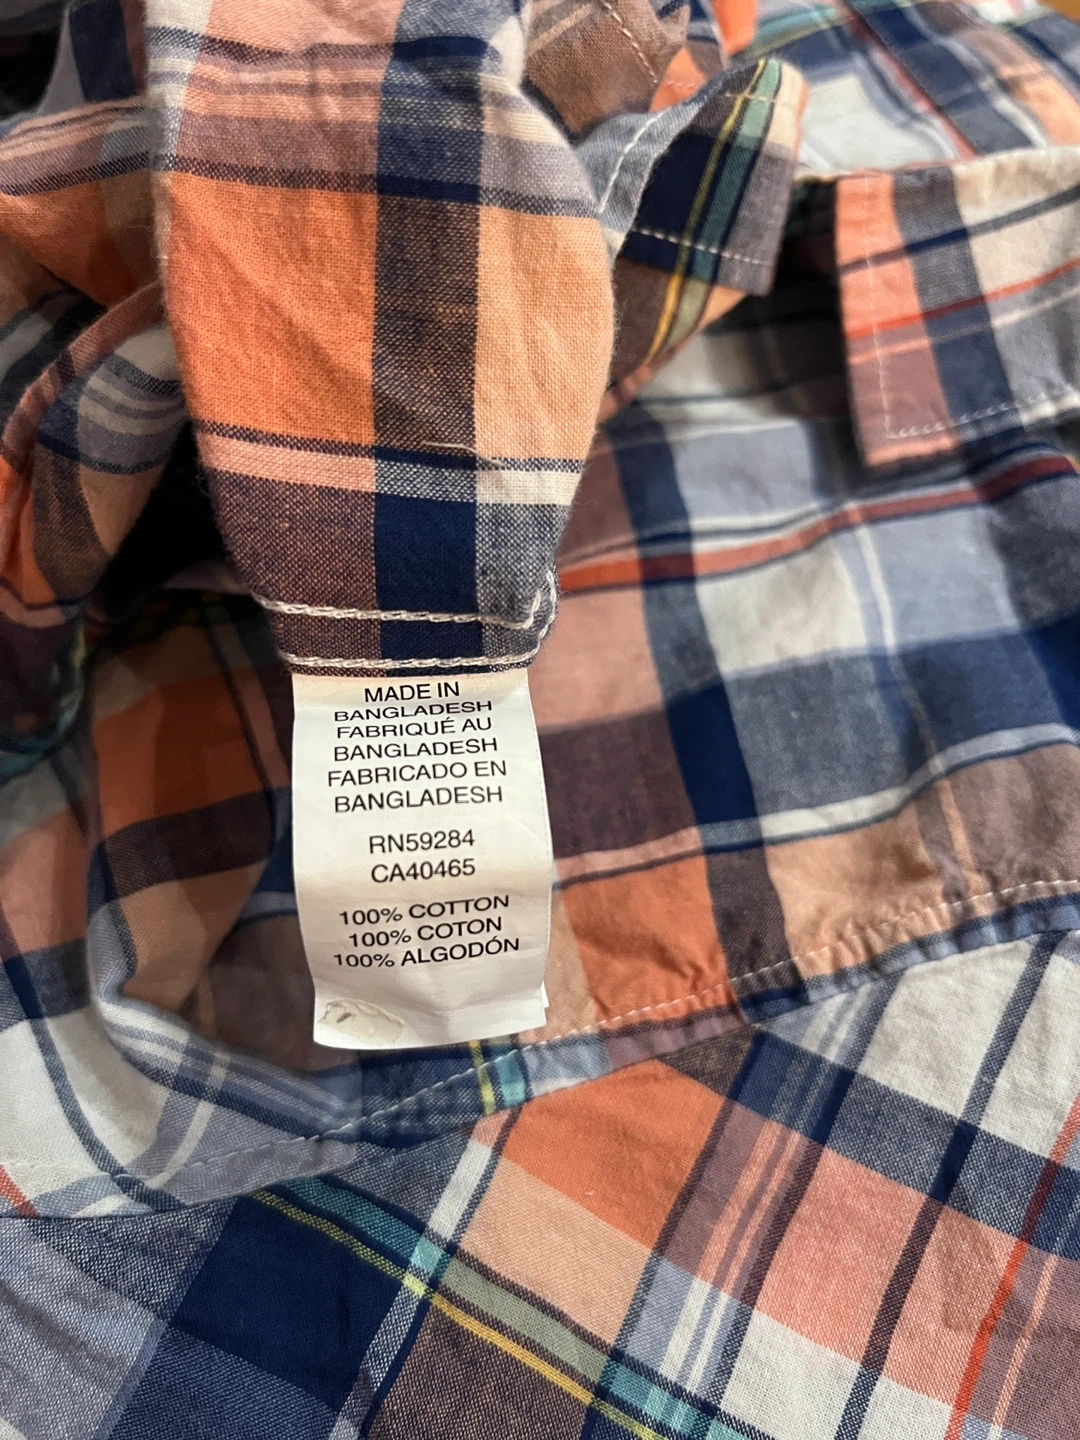 MADE IN
BANGLADESH
FABRIQUÉ AU
BANGLADESH
FABRICADO EN
BANGLADESH
RN59284
CA40465
100% COTTON
100% COTON
100% ALGODÓN